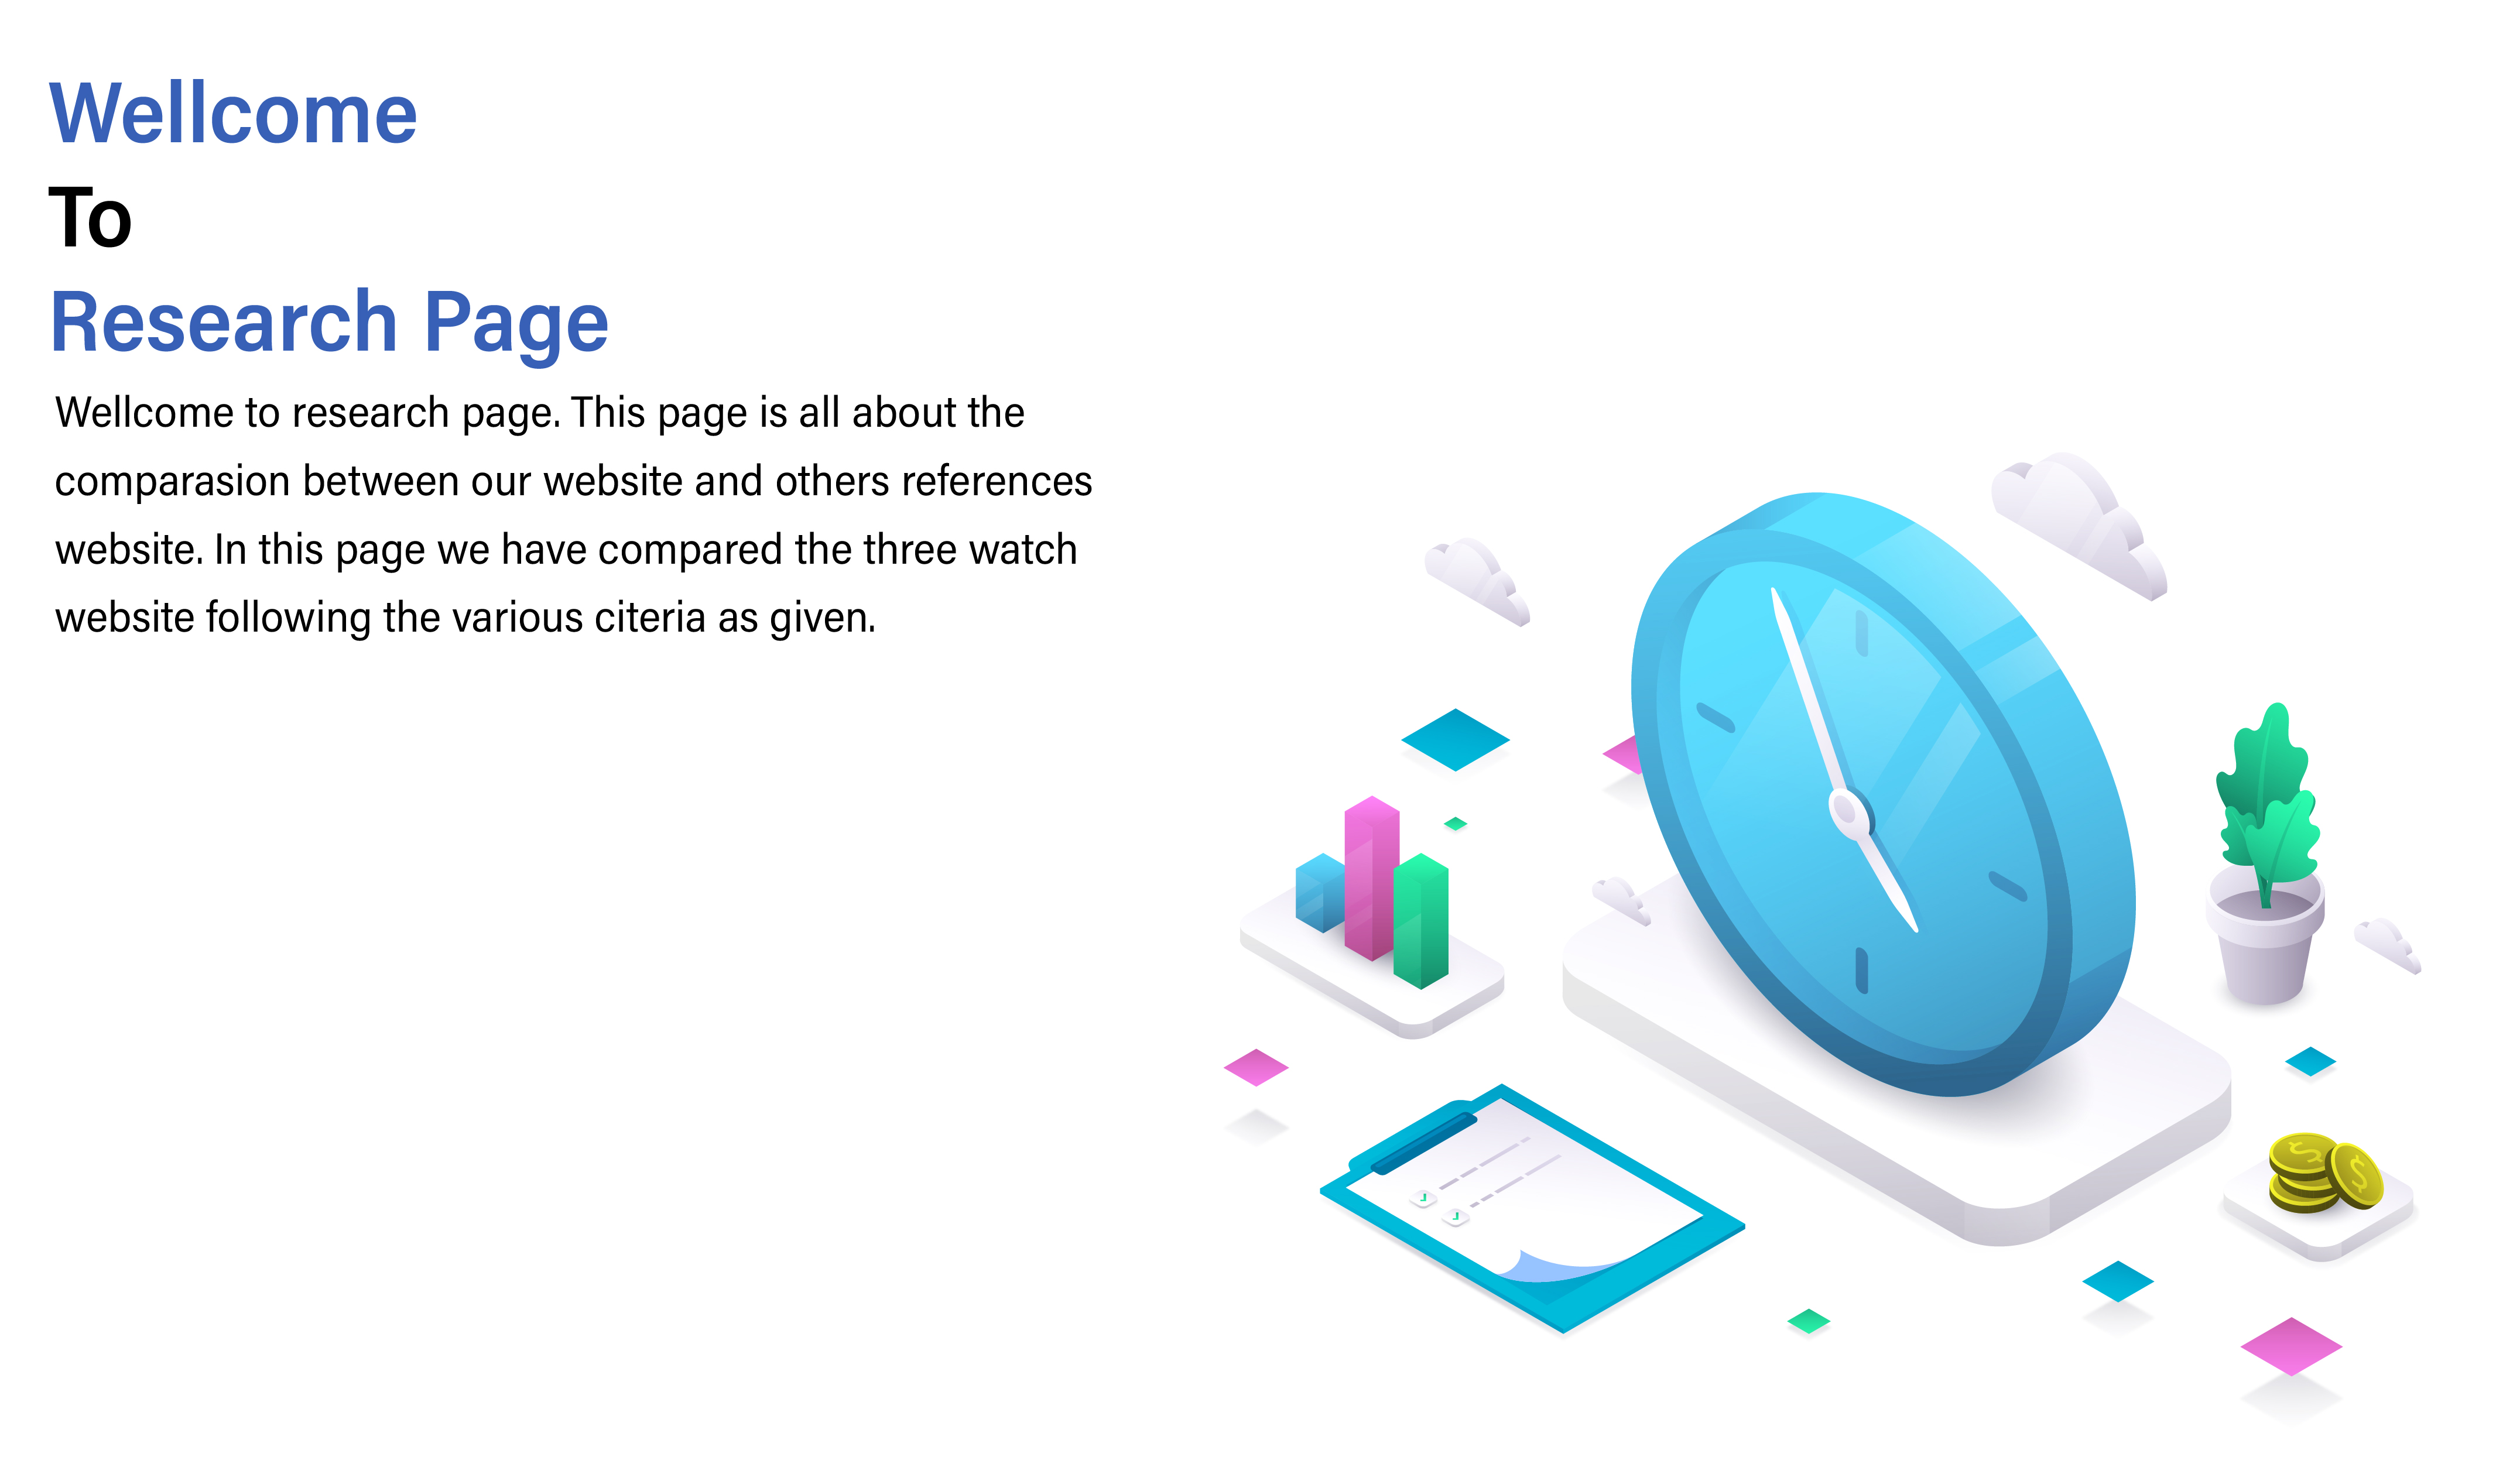 Wellcome
To
Research Page
Wellcome to research page. This page is all about the
comparasion between our website and others references
website. In this page we have compared the three watch
website following the various citeria as given.